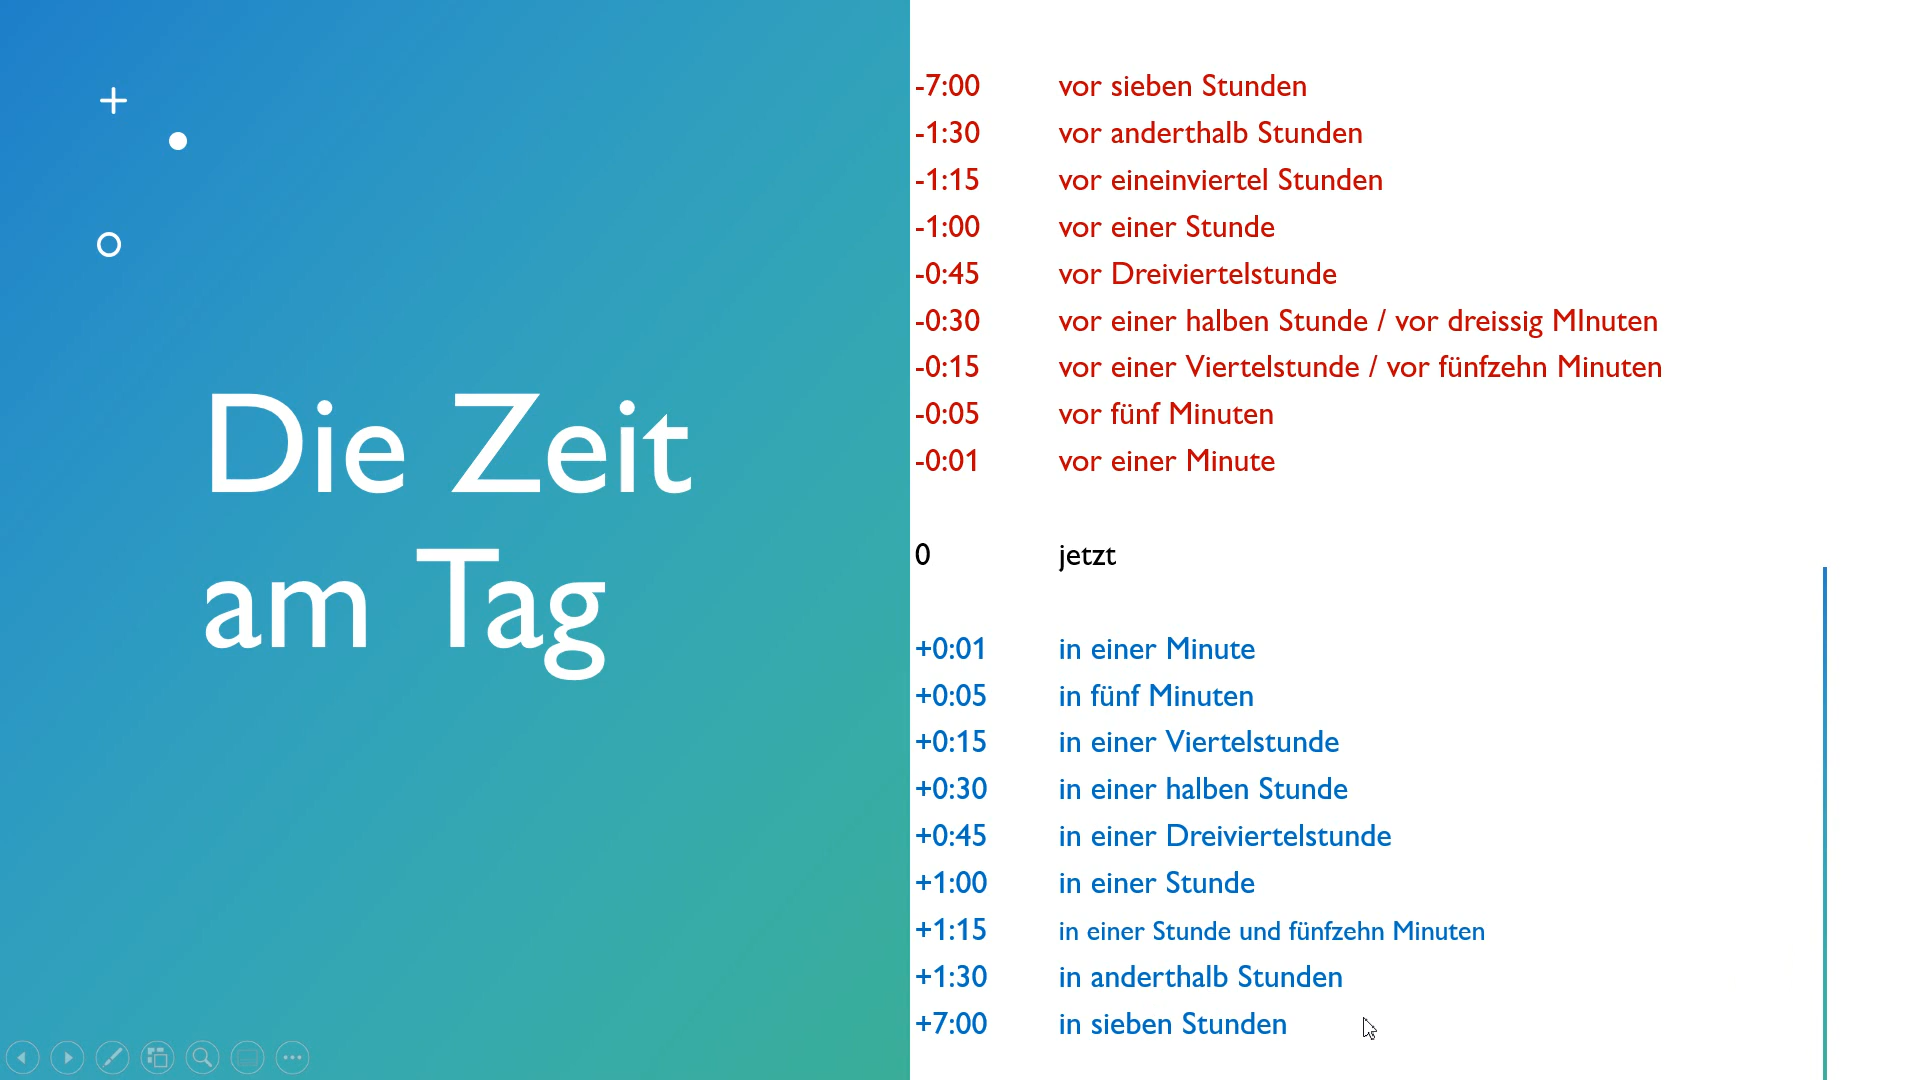 Die Zeit
am Tag
-7:00 vor sieben Stunden
-1:30 vor anderthalb Stunden
-1:15 vor eineinviertel Stunden
-1:00 vor einer Stunde
-0:45 vor Dreiviertelstunde
-0:30 vor einer halben Stunde / vor dreissig MInuten
-0:15 vor einer Viertelstunde / vor fünfzehn Minuten
-0:05 vor fünf Minuten
-0:01 vor einer Minute
0 jetzt
+0:01 in einer Minute
+0:05 in fünf Minuten
+0:15 in einer Viertelstunde
+0:30 in einer halben Stunde
+0:45 in einer Dreiviertelstunde
+1:00 in einer Stunde
+1:15 in einer Stunde und fünfzehn Minuten
+1:30 in anderthalb Stunden
+7:00 in sieben Stunden